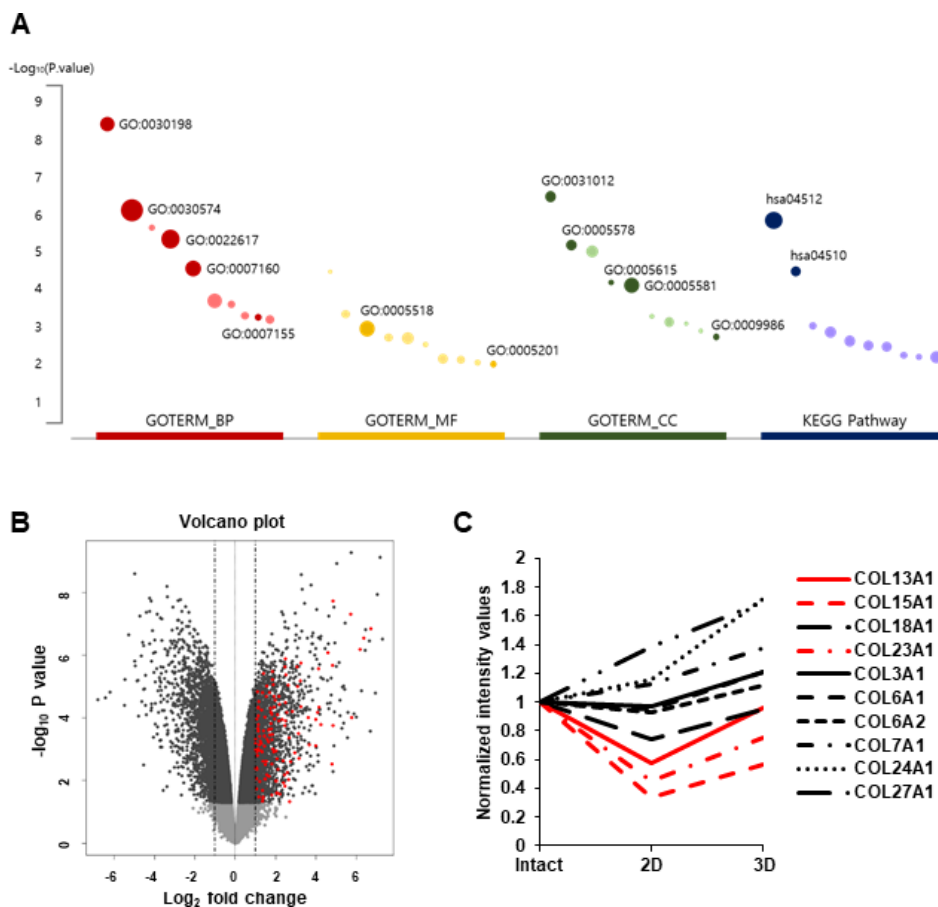 A
-Log₁₀(P.value)
9
8
7
6
5
4
3
2
1
GO:0030198
GO:0030574
GO:0022617
GO:0007160
GO:0007155
GO:0005518
GO:0005201
GO:0031012
GO:0005578
GO:0005615
GO:0005581
GO:0009986
hsa04512
hsa04510
GOTERM_BP GOTERM_MF GOTERM_CC KEGG Pathway
B
Volcano plot
-log₁₀ P value
8
6
4
2
0
-6 -4 -2 0 2 4 6
Log₂ fold change
C
Normalized intensity values
2
1.8
1.6
1.4
1.2
1
0.8
0.6
0.4
0.2
0
Intact 2D 3D
COL13A1
COL15A1
COL18A1
COL23A1
COL3A1
COL6A1
COL6A2
COL7A1
COL24A1
COL27A1